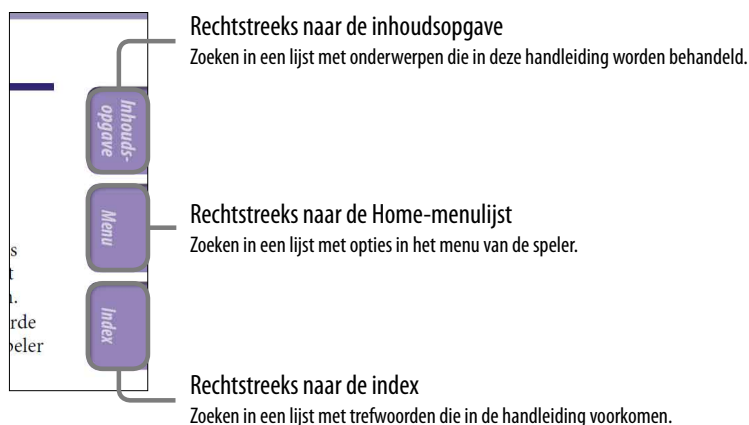 Rechtstreeks naar de inhoudsopgave
Zoeken in een lijst met onderwerpen die in deze handleiding worden behandeld.
Inhouds-
opgave
Rechtstreeks naar de Home-menulijst
Menu
Zoeken in een lijst met opties in het menu van de speler.
s
t
n.
rde
peler
Index
Rechtstreeks naar de index
Zoeken in een lijst met trefwoorden die in de handleiding voorkomen.